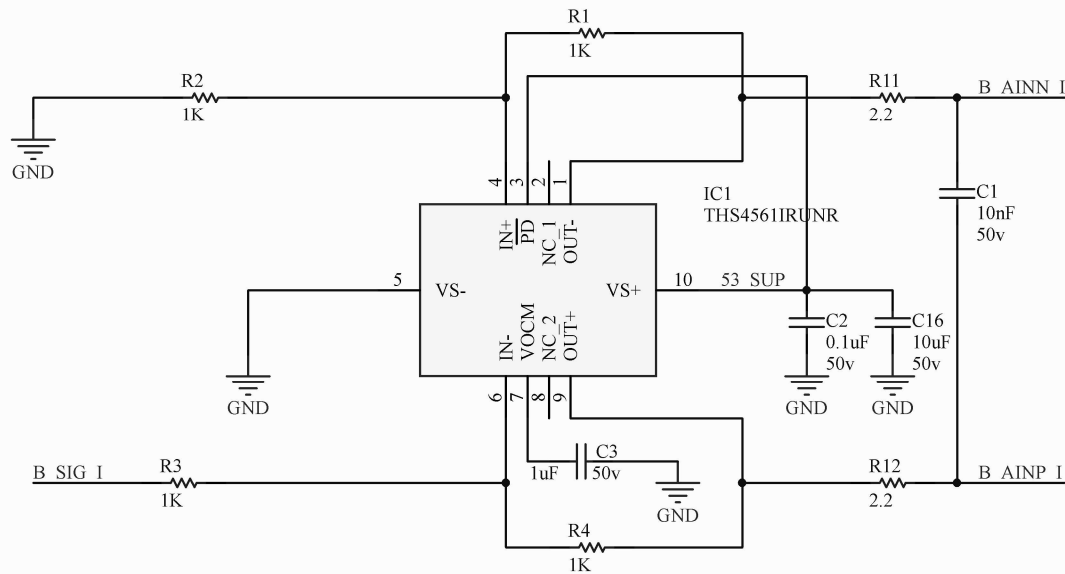 R1
1K
R2
1K
GND
R11
2.2
B_AINN_I
4
3
2
1
IC1
THS4561IRUNR
C1
10nF
50v
IN+
PD
NC_1
OUT-
5
VS-
VS+
10
53_SUP
IN-
VOCM
NC_2
OUT+
C2
0.1uF
50v
C16
10uF
50v
GND
GND
GND
6
7
8
9
B_SIG_I
R3
1K
1uF
C3
50v
GND
R12
2.2
B_AINP_I
R4
1K